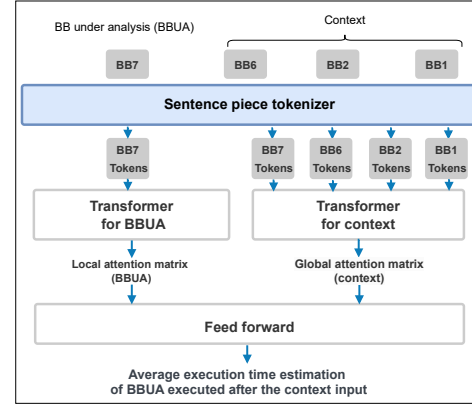 Context
BB under analysis (BBUA)
BB7
BB6
BB2
BB1
Sentence piece tokenizer
BB7
Tokens
BB7
Tokens
BB6
Tokens
BB2
Tokens
BB1
Tokens
Transformer
for BBUA
Transformer
for context
Local attention matrix
(BBUA)
Global attention matrix
(context)
Feed forward
Average execution time estimation
of BBUA executed after the context input